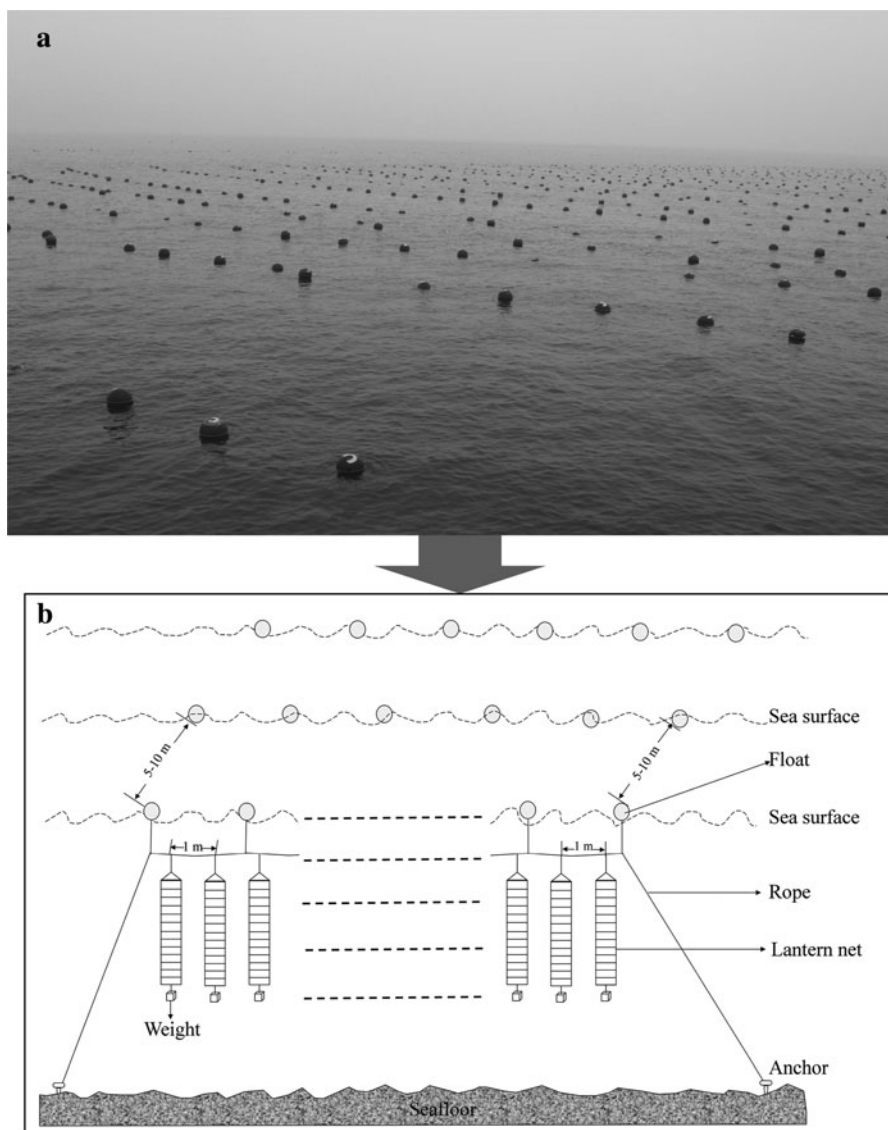 a
b
Sea surface
5-10 m
5-10 m
Float
Sea surface
1 m
1 m
Rope
Lantern net
Weight
Anchor
Seafloor